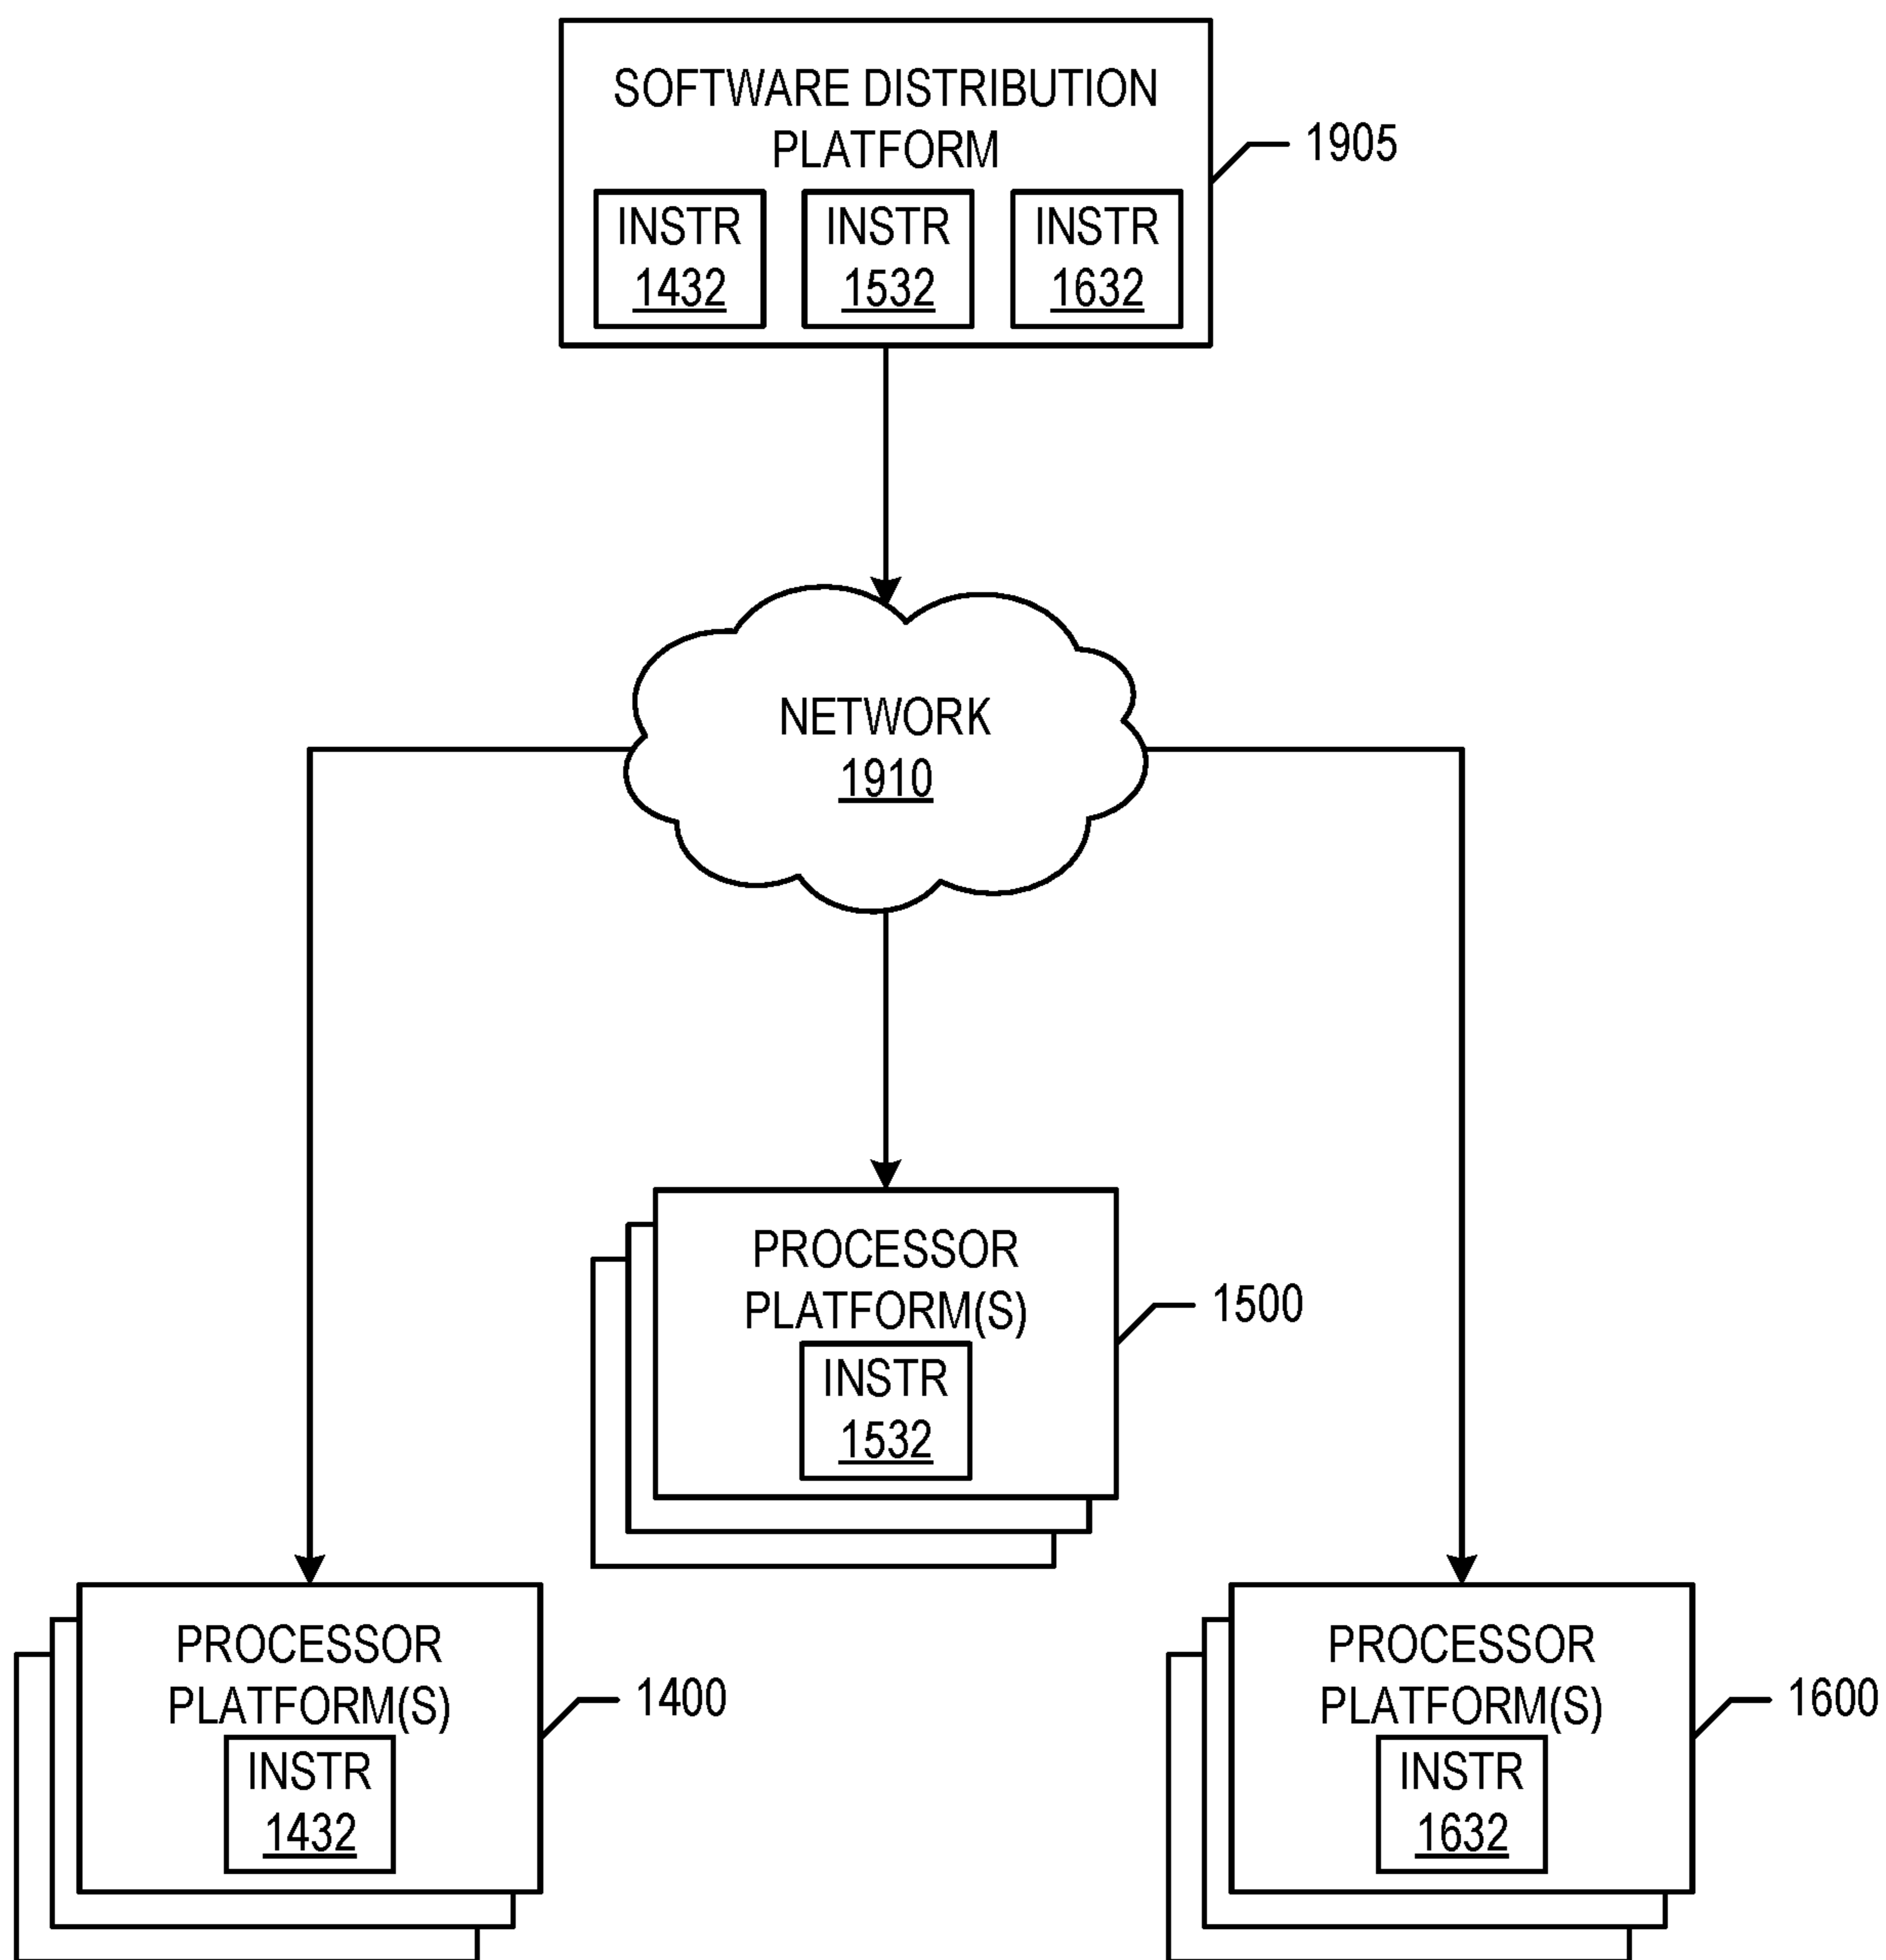 SOFTWARE DISTRIBUTION
PLATFORM
1905
INSTR
1432
INSTR
1532
INSTR
1632
NETWORK
1910
PROCESSOR
PLATFORM(S)
1500
INSTR
1532
PROCESSOR
PLATFORM(S)
1400
INSTR
1432
PROCESSOR
PLATFORM(S)
1600
INSTR
1632